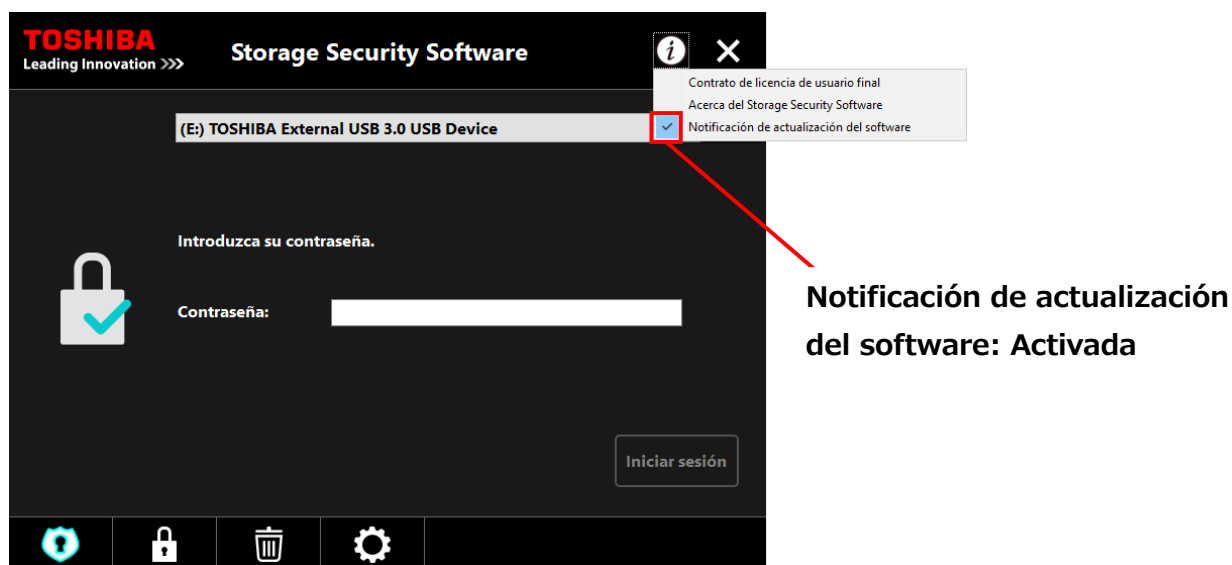 TOSHIBA
Leading Innovation >>>
Storage Security Software
Contrato de licencia de usuario final
Acerca del Storage Security Software
Notificación de actualización del software
(E:) TOSHIBA External USB 3.0 USB Device
Introduzca su contraseña.
Contraseña:
Notificación de actualización
del software: Activada
Iniciar sesión